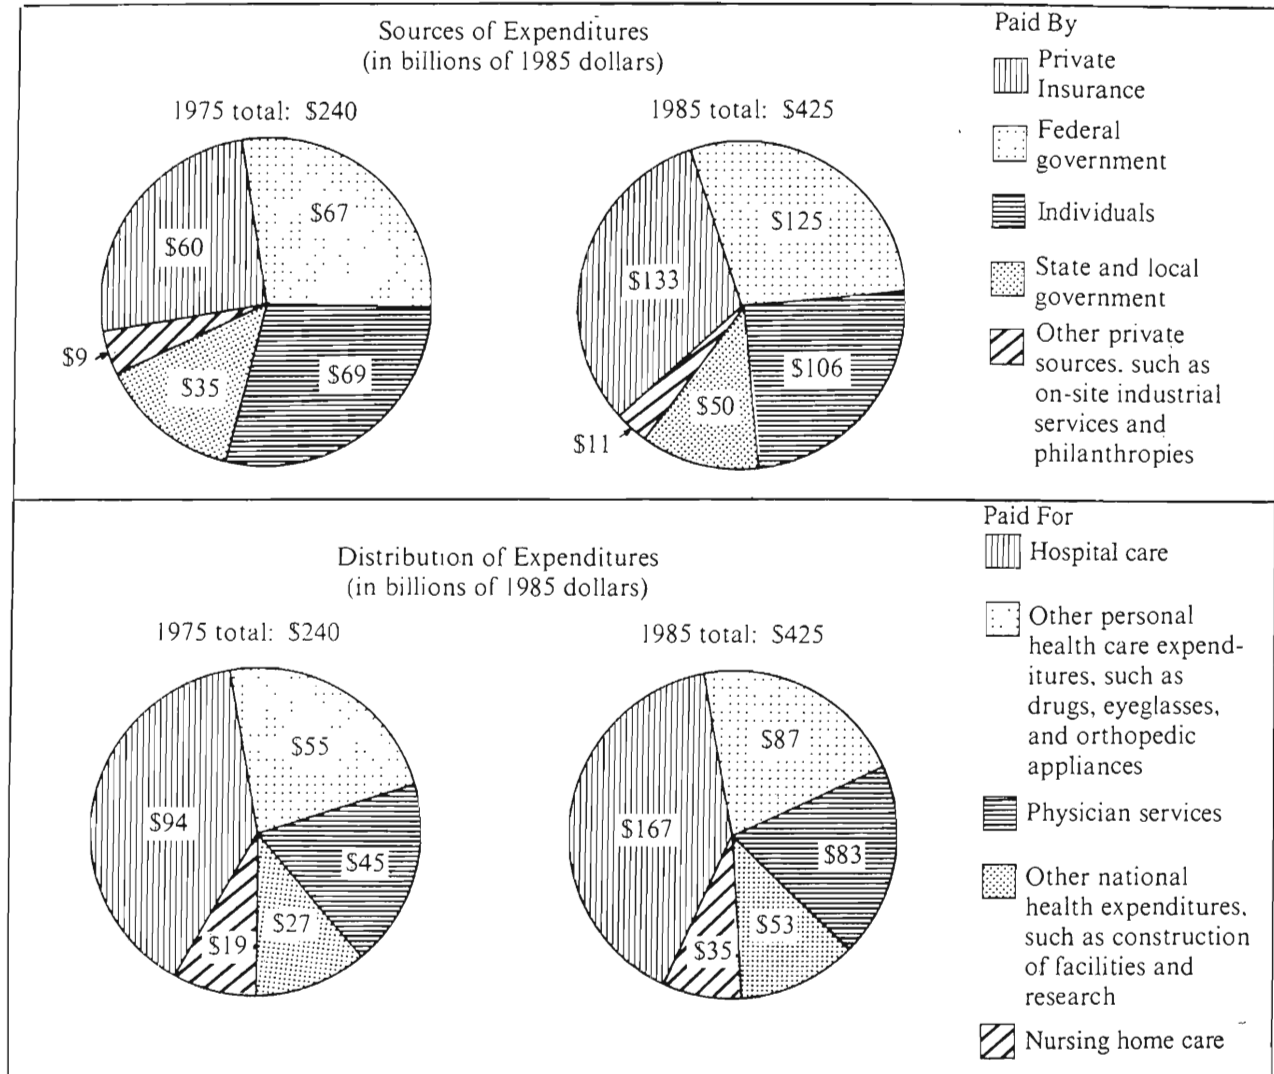 Sources of Expenditures
(in billions of 1985 dollars)
1975 total: $240
$67
$60
$9
$35
$69
1985 total: $425
$125
$133
$106
$50
$11
Paid By
Private
Insurance
Federal
government
Individuals
State and local
government
Other private
sources, such as
on-site industrial
services and
philanthropies
Distribution of Expenditures
(in billions of 1985 dollars)
1975 total: $240
$55
$94
$45
$27
$19
1985 total: $425
$87
$167
$83
$53
$35
Paid For
Hospital care
Other personal
health care expend-
itures, such as
drugs, eyeglasses,
and orthopedic
appliances
Physician services
Other national
health expenditures,
such as construction
of facilities and
research
Nursing home care